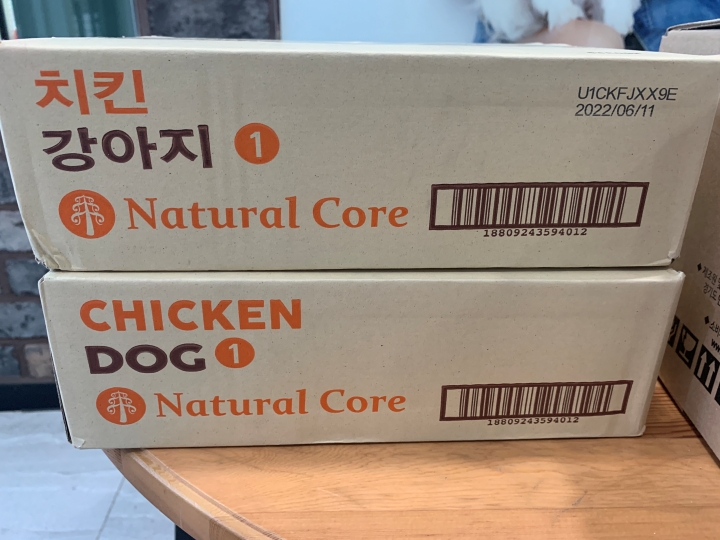 치킨
강아지 1
Natural Core
U1CKFJXX9E
2022/06/11
18809243594012
CHICKEN
DOG 1
Natural Core
18809243594012